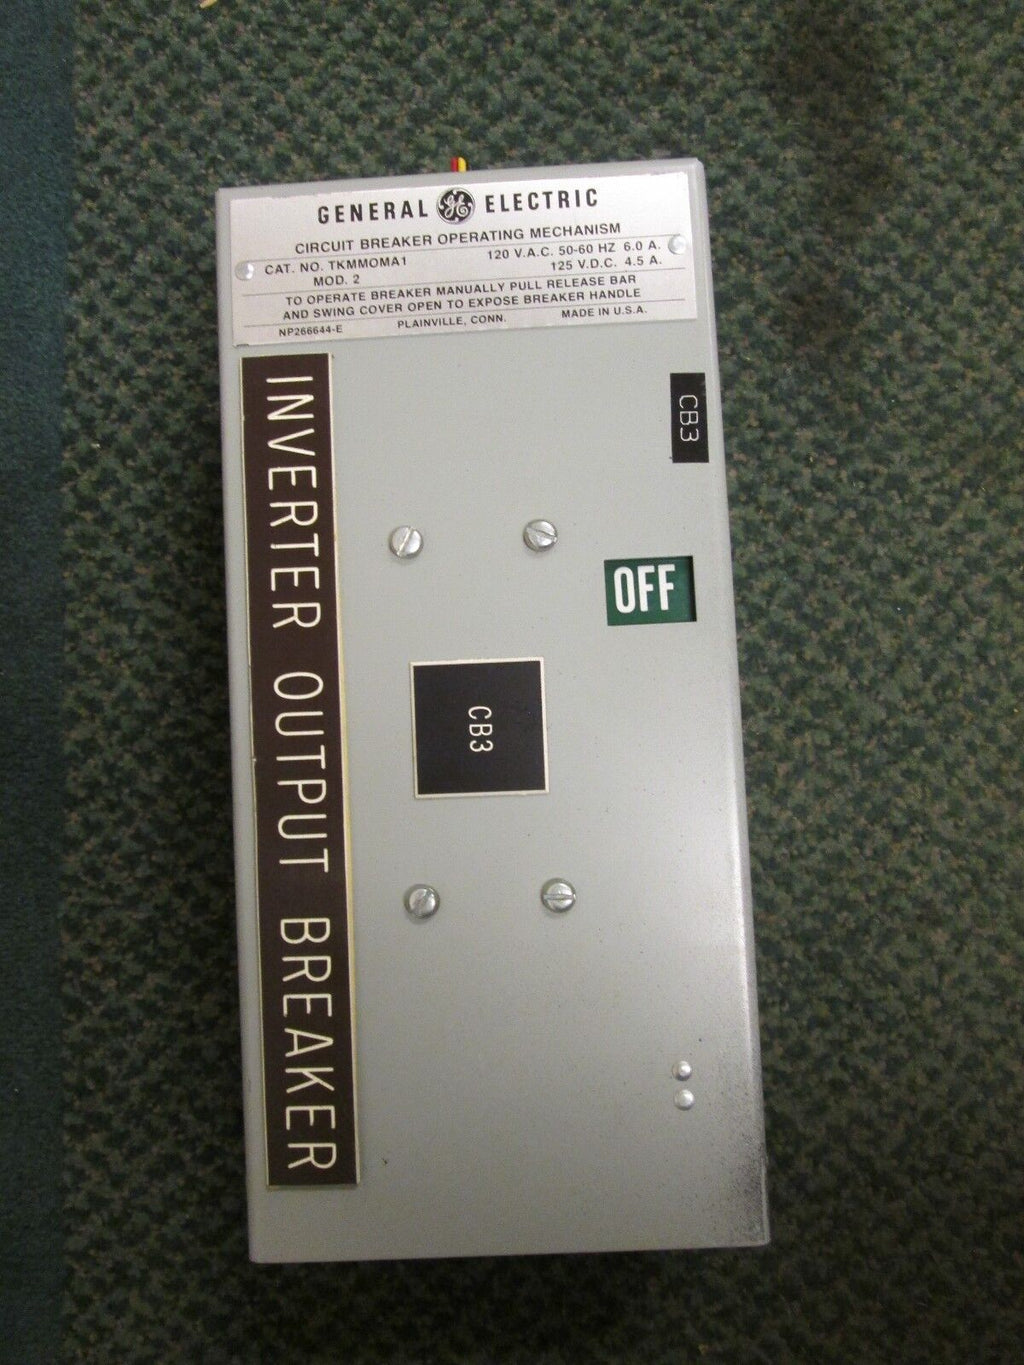 GENERAL GE ELECTRIC
CIRCUIT BREAKER OPERATING MECHANISM
CAT. NO. TKMMOMA1 120 V.A.C. 50-60 HZ 6.0 A.
MOD. 2 125 V.D.C. 4.5 A.
TO OPERATE BREAKER MANUALLY PULL RELEASE BAR
AND SWING COVER OPEN TO EXPOSE BREAKER HANDLE
NP266644-E PLAINVILLE, CONN. MADE IN U.S.A.
INVERTER OUTPUT BREAKER
CB3
OFF
CB3